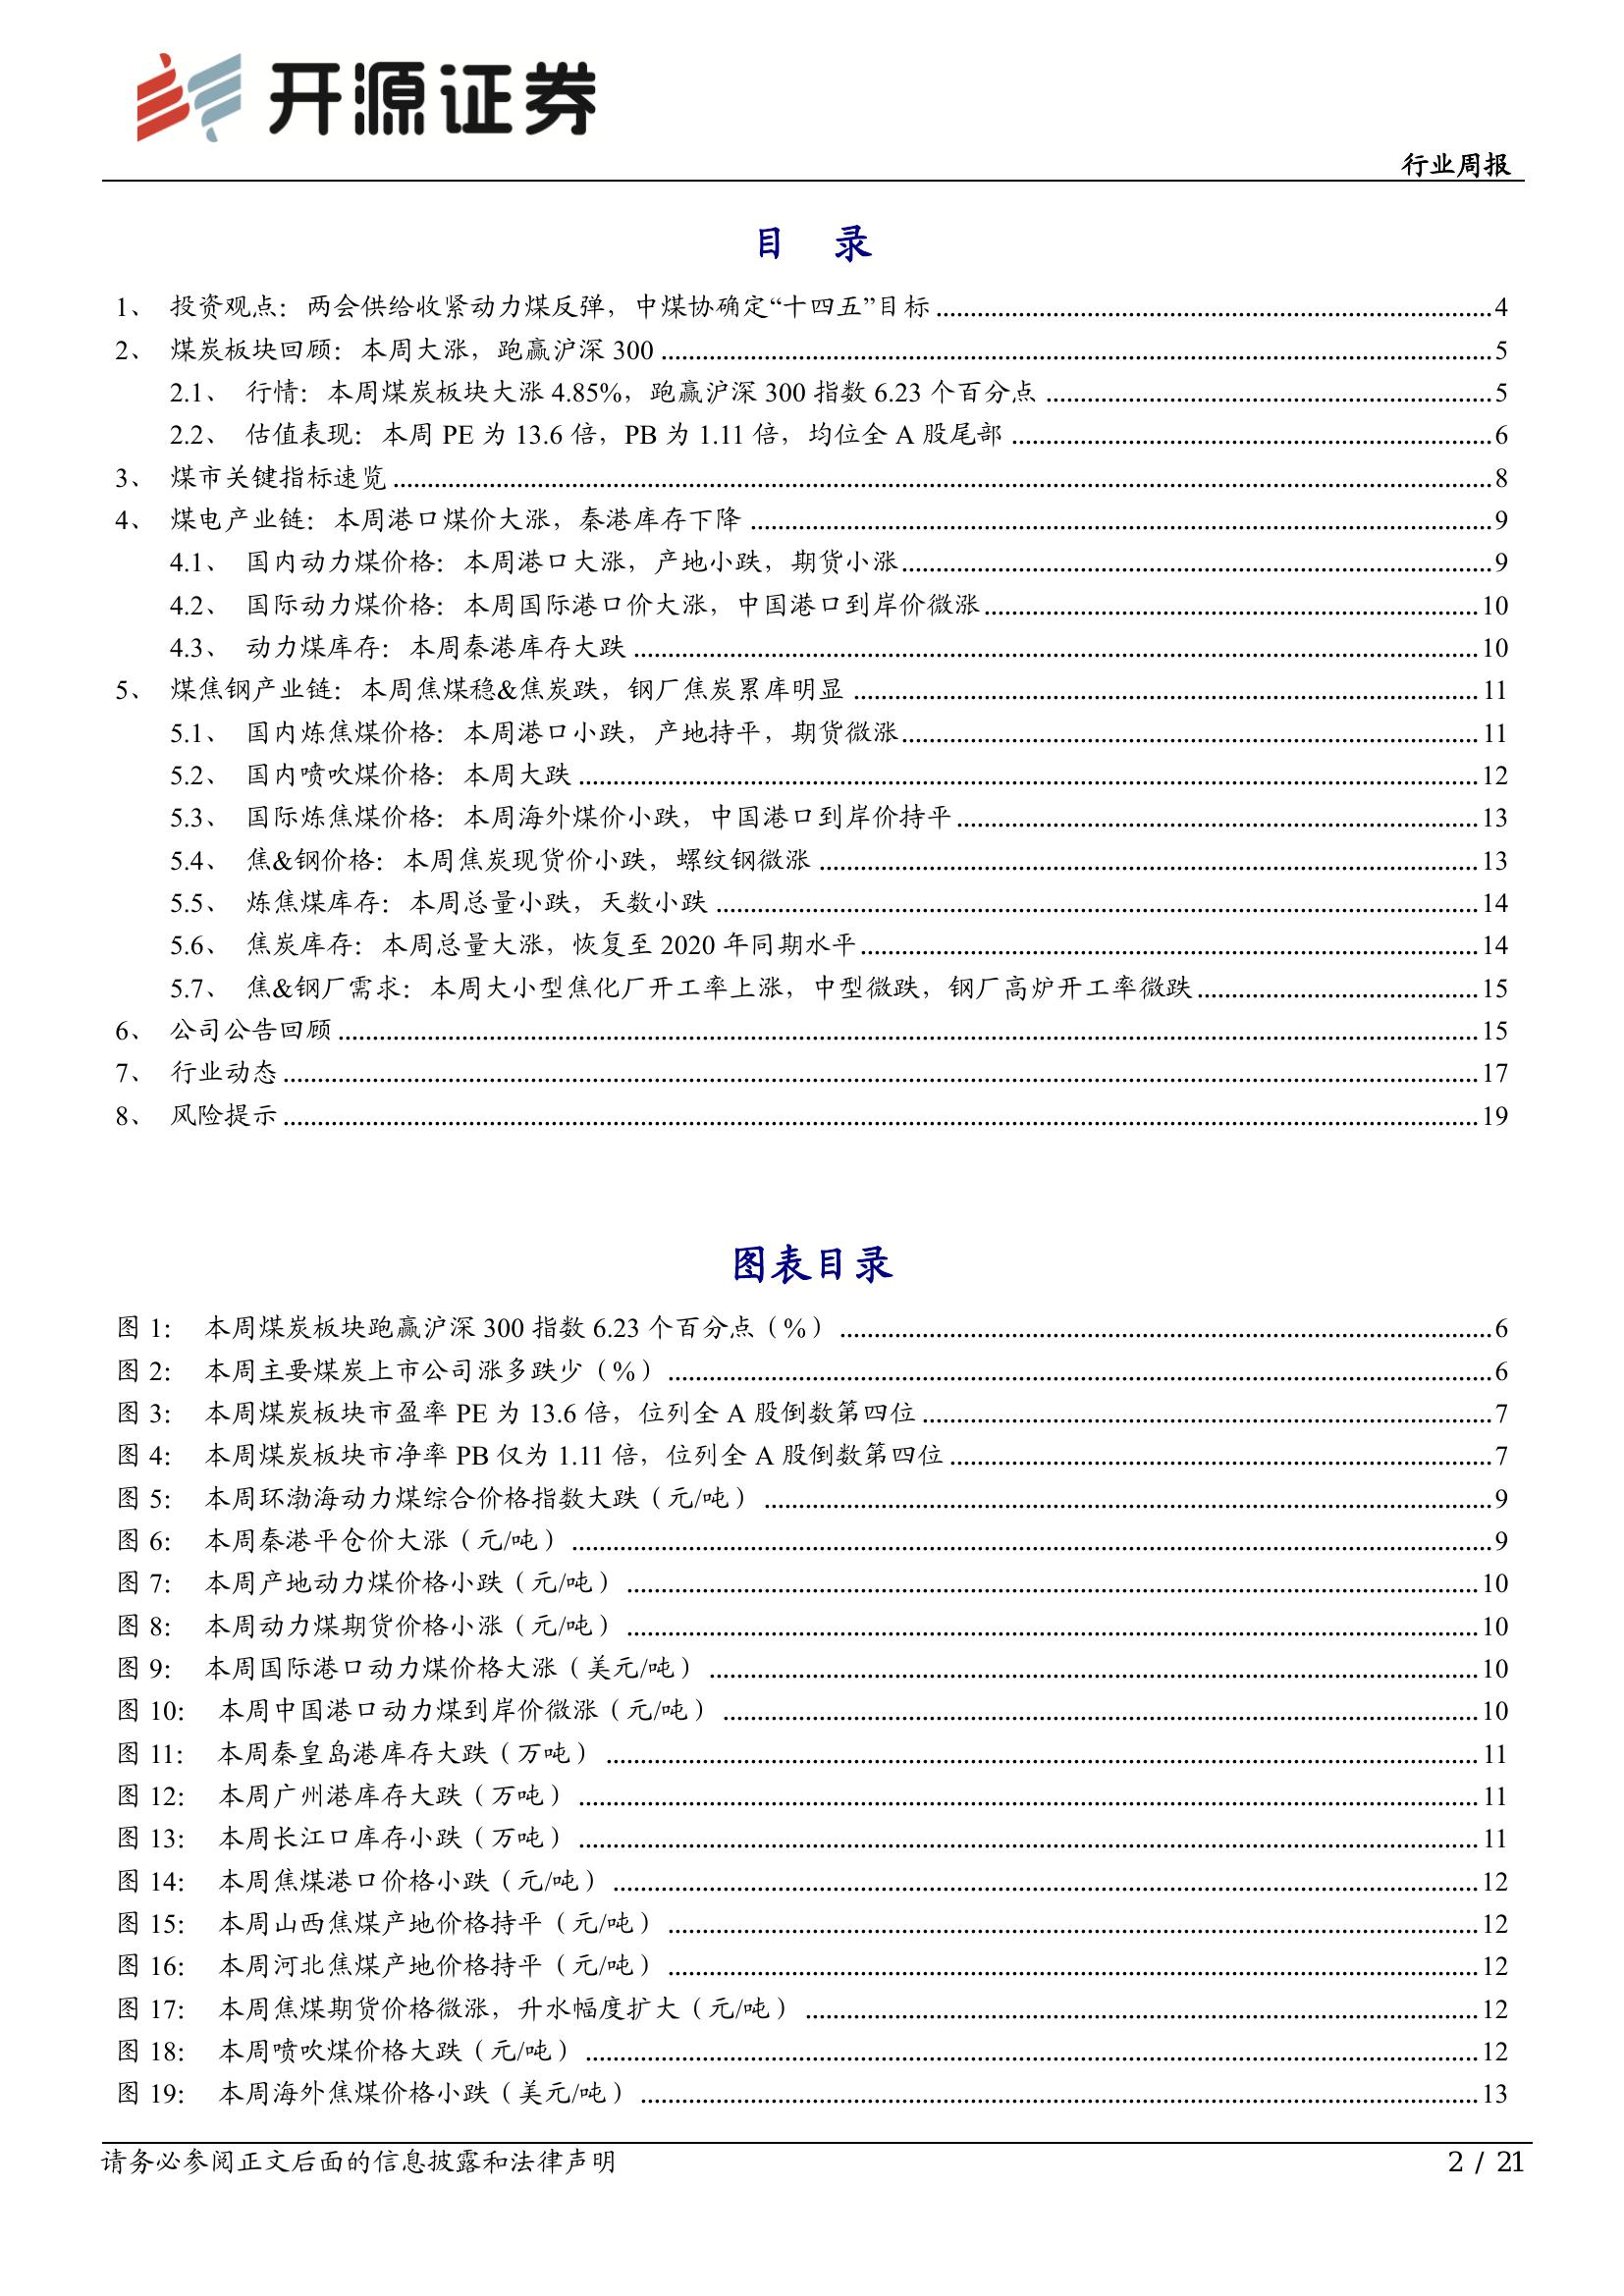 开源证券
行业周报
目 录
1、 投资观点：两会供给收紧动力煤反弹，中煤协确定“十四五”目标 4
2、 煤炭板块回顾：本周大涨，跑赢沪深 300 5
2.1、 行情：本周煤炭板块大涨 4.85%，跑赢沪深 300 指数 6.23 个百分点 5
2.2、 估值表现：本周 PE 为 13.6 倍，PB 为 1.11 倍，均位全 A 股尾部 6
3、 煤市关键指标速览 8
4、 煤电产业链：本周港口煤价大涨，秦港库存下降 9
4.1、 国内动力煤价格：本周港口大涨，产地小跌，期货小涨 9
4.2、 国际动力煤价格：本周国际港口价大涨，中国港口到岸价微涨 10
4.3、 动力煤库存：本周秦港库存大跌 10
5、 煤焦钢产业链：本周焦煤稳&焦炭跌，钢厂焦炭累库明显 11
5.1、 国内炼焦煤价格：本周港口小跌，产地持平，期货微涨 11
5.2、 国内喷吹煤价格：本周大跌 12
5.3、 国际炼焦煤价格：本周海外煤价小跌，中国港口到岸价持平 13
5.4、 焦&钢价格：本周焦炭现货价小跌，螺纹钢微涨 13
5.5、 炼焦煤库存：本周总量小跌，天数小跌 14
5.6、 焦炭库存：本周总量大涨，恢复至 2020 年同期水平 14
5.7、 焦&钢厂需求：本周大小型焦化厂开工率上涨，中型微跌，钢厂高炉开工率微跌 15
6、 公司公告回顾 15
7、 行业动态 17
8、 风险提示 19
图表目录
图 1： 本周煤炭板块跑赢沪深 300 指数 6.23 个百分点（%） 6
图 2： 本周主要煤炭上市公司涨多跌少（%） 6
图 3： 本周煤炭板块市盈率 PE 为 13.6 倍，位列全 A 股倒数第四位 7
图 4： 本周煤炭板块市净率 PB 仅为 1.11 倍，位列全 A 股倒数第四位 7
图 5： 本周环渤海动力煤综合价格指数大跌（元/吨） 9
图 6： 本周秦港平仓价大涨（元/吨） 9
图 7： 本周产地动力煤价格小跌（元/吨） 10
图 8： 本周动力煤期货价格小涨（元/吨） 10
图 9： 本周国际港口动力煤价格大涨（美元/吨） 10
图 10： 本周中国港口动力煤到岸价微涨（元/吨） 10
图 11： 本周秦皇岛港库存大跌（万吨） 11
图 12： 本周广州港库存大跌（万吨） 11
图 13： 本周长江口库存小跌（万吨） 11
图 14： 本周焦煤港口价格小跌（元/吨） 12
图 15： 本周山西焦煤产地价格持平（元/吨） 12
图 16： 本周河北焦煤产地价格持平（元/吨） 12
图 17： 本周焦煤期货价格微涨，升水幅度扩大（元/吨） 12
图 18： 本周喷吹煤价格大跌（元/吨） 12
图 19： 本周海外焦煤价格小跌（美元/吨） 13
请务必参阅正文后面的信息披露和法律声明 2 / 21